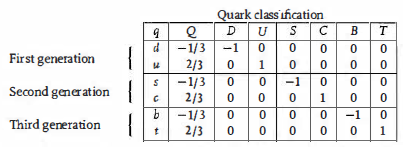 Quark classification
q Q D U S C B T
First generation { d −1/3 −1 0 0 0 0 0
u 2/3 0 1 0 0 0 0
Second generation { s −1/3 0 0 −1 0 0 0
c 2/3 0 0 0 1 0 0
Third generation { b −1/3 0 0 0 0 −1 0
t 2/3 0 0 0 0 0 1